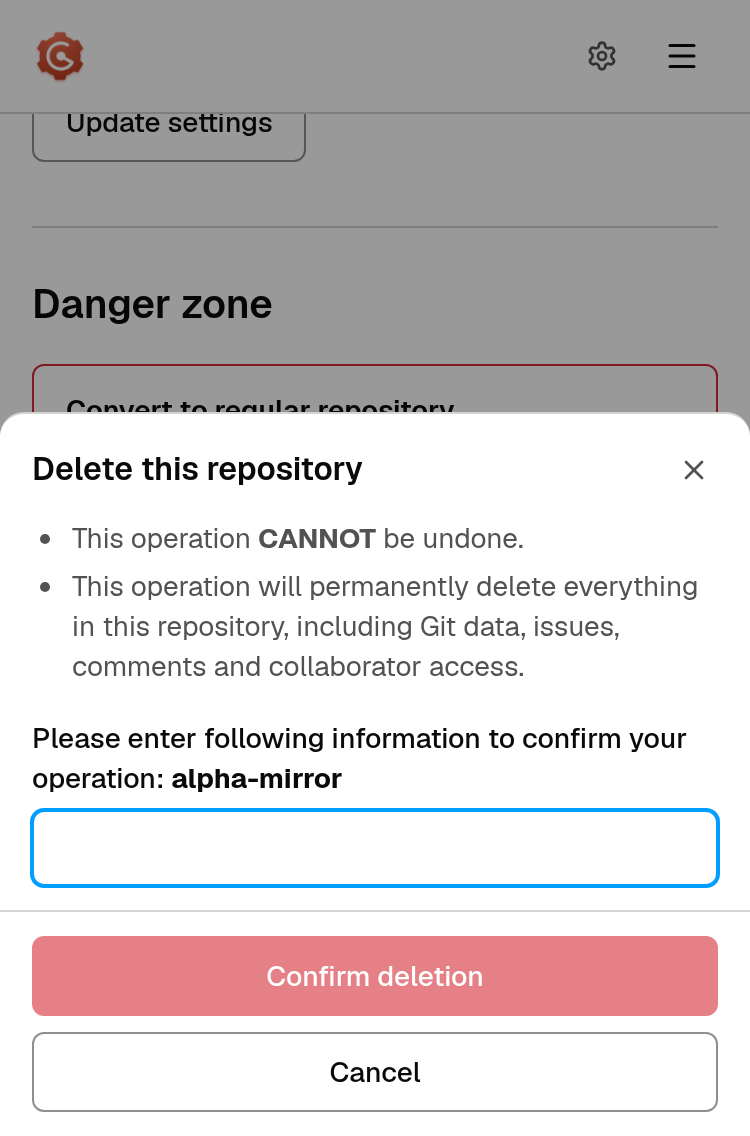 Update settings
Danger zone
Convert to regular repository
Delete this repository
This operation CANNOT be undone.
This operation will permanently delete everything
in this repository, including Git data, issues,
comments and collaborator access.
Please enter following information to confirm your
operation: alpha-mirror
Confirm deletion
Cancel